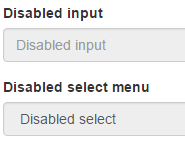 Disabled input
Disabled input
Disabled select menu
Disabled select